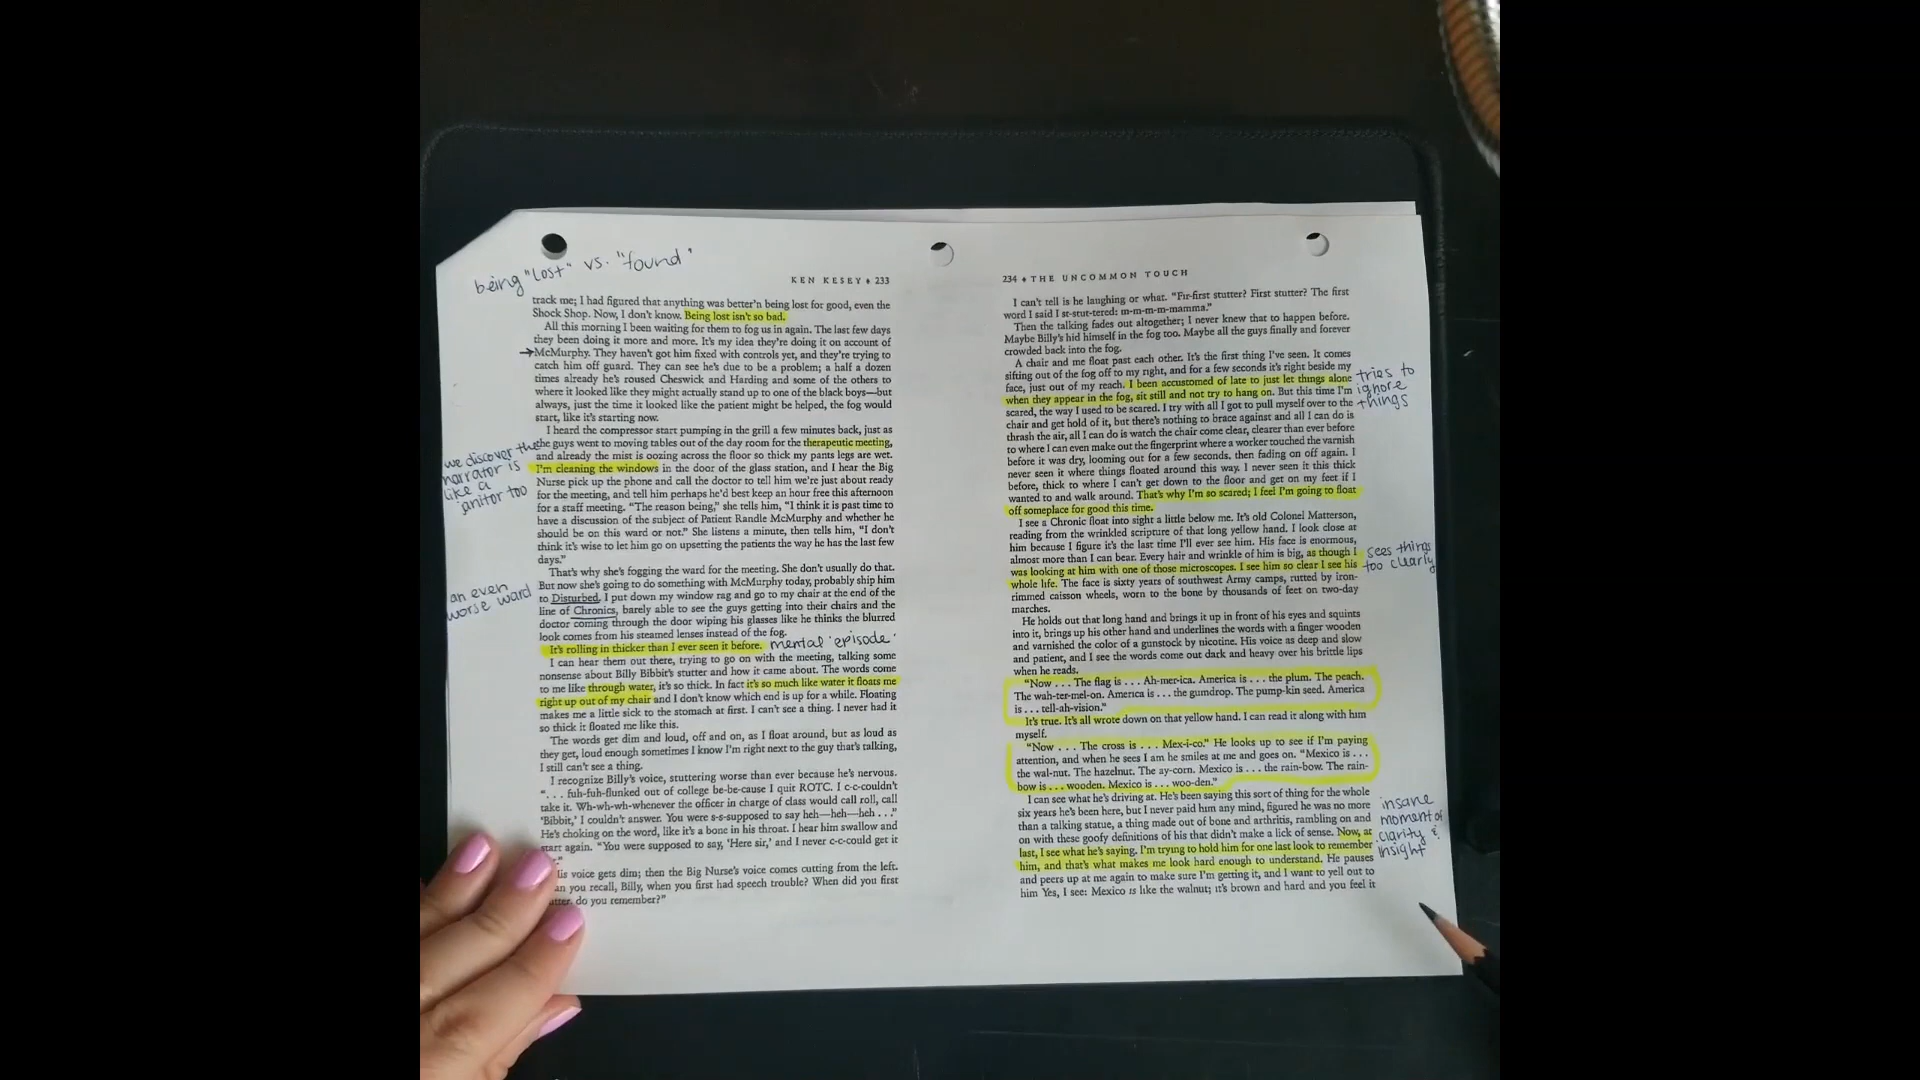 being "lost" vs. "found"
KEN KESEY ♦ 233
track me; I had figured that anything was better'n being lost for good, even the
Shock Shop. Now, I don't know. Being lost isn't so bad.
All this morning I been waiting for them to fog us in again. The last few days
they been doing it more and more. It's my idea they're doing it on account of
→McMurphy. They haven't got him fixed with controls yet, and they're trying to
catch him off guard. They can see he's due to be a problem; a half a dozen
times already he's roused Cheswick and Harding and some of the others to
where it looked like they might actually stand up to one of the black boys—but
always, just the time it looked like the patient might be helped, the fog would
start, like it's starting now.
I heard the compressor start pumping in the grill a few minutes back, just as
the guys went to moving tables out of the day room for the therapeutic meeting,
and already the mist is oozing across the floor so thick my pants legs are wet.
I'm cleaning the windows in the door of the glass station, and I hear the Big
Nurse pick up the phone and call the doctor to tell him we're just about ready
for the meeting, and tell him perhaps he'd best keep an hour free this afternoon
for a staff meeting. "The reason being," she tells him, "I think it is past time to
have a discussion of the subject of Patient Randle McMurphy and whether he
should be on this ward or not." She listens a minute, then tells him, "I don't
think it's wise to let him go on upsetting the patients the way he has the last few
days."
That's why she's fogging the ward for the meeting. She don't usually do that.
But now she's going to do something with McMurphy today, probably ship him
to Disturbed. I put down my window rag and go to my chair at the end of the
line of Chronics, barely able to see the guys getting into their chairs and the
doctor coming through the door wiping his glasses like he thinks the blurred
look comes from his steamed lenses instead of the fog.
It's rolling in thicker than I ever seen it before. mental 'episode'
I can hear them out there, trying to go on with the meeting, talking some
nonsense about Billy Bibbit's stutter and how it came about. The words come
to me like through water, it's so thick. In fact it's so much like water it floats me
right up out of my chair and I don't know which end is up for a while. Floating
makes me a little sick to the stomach at first. I can't see a thing. I never had it
so thick it floated me like this.
The words get dim and loud, off and on, as I float around, but as loud as
they get, loud enough sometimes I know I'm right next to the guy that's talking,
I still can't see a thing.
I recognize Billy's voice, stuttering worse than ever because he's nervous.
". . . fuh-fuh-flunked out of college be-be-cause I quit ROTC. I c-c-couldn't
take it. Wh-wh-wh-whenever the officer in charge of class would call roll, call
'Bibbit,' I couldn't answer. You were s-s-supposed to say heh—heh—heh . . ."
He's choking on the word, like it's a bone in his throat. I hear him swallow and
start again. "You were supposed to say, 'Here sir,' and I never c-c-could get it
."
is voice gets dim; then the Big Nurse's voice comes cutting from the left.
an you recall, Billy, when you first had speech trouble? When did you first
utter, do you remember?"
we discover the
narrator is
like a
janitor too
an even
worse ward
234 ♦ THE UNCOMMON TOUCH
I can't tell is he laughing or what. "Fir-first stutter? First stutter? The first
word I said I st-stut-tered: m-m-m-m-mamma."
Then the talking fades out altogether; I never knew that to happen before.
Maybe Billy's hid himself in the fog too. Maybe all the guys finally and forever
crowded back into the fog.
A chair and me float past each other. It's the first thing I've seen. It comes
sifting out of the fog off to my right, and for a few seconds it's right beside my
face, just out of my reach. I been accustomed of late to just let things alone
when they appear in the fog, sit still and not try to hang on. But this time I'm
scared, the way I used to be scared. I try with all I got to pull myself over to the
chair and get hold of it, but there's nothing to brace against and all I can do is
thrash the air, all I can do is watch the chair come clear, clearer than ever before
to where I can even make out the fingerprint where a worker touched the varnish
before it was dry, looming out for a few seconds, then fading on off again. I
never seen it where things floated around this way. I never seen it this thick
before, thick to where I can't get down to the floor and get on my feet if I
wanted to and walk around. That's why I'm so scared; I feel I'm going to float
off someplace for good this time.
I see a Chronic float into sight a little below me. It's old Colonel Matterson,
reading from the wrinkled scripture of that long yellow hand. I look close at
him because I figure it's the last time I'll ever see him. His face is enormous,
almost more than I can bear. Every hair and wrinkle of him is big, as though I
was looking at him with one of those microscopes. I see him so clear I see his
whole life. The face is sixty years of southwest Army camps, rutted by iron-
rimmed caisson wheels, worn to the bone by thousands of feet on two-day
marches.
He holds out that long hand and brings it up in front of his eyes and squints
into it, brings up his other hand and underlines the words with a finger wooden
and varnished the color of a gunstock by nicotine. His voice as deep and slow
and patient, and I see the words come out dark and heavy over his brittle lips
when he reads.
"Now . . . The flag is . . . Ah-mer-ica. America is . . . the plum. The peach.
The wah-ter-mel-on. America is . . . the gumdrop. The pump-kin seed. America
is . . . tell-ah-vision."
It's true. It's all wrote down on that yellow hand. I can read it along with him
myself.
"Now . . . The cross is . . . Mex-i-co." He looks up to see if I'm paying
attention, and when he sees I am he smiles at me and goes on. "Mexico is . . .
the wal-nut. The hazelnut. The ay-corn. Mexico is . . . the rain-bow. The rain-
bow is . . . wooden. Mexico is . . . woo-den."
I can see what he's driving at. He's been saying this sort of thing for the whole
six years he's been here, but I never paid him any mind, figured he was no more
than a talking statue, a thing made out of bone and arthritis, rambling on and
on with these goofy definitions of his that didn't make a lick of sense. Now, at
last, I see what he's saying. I'm trying to hold him for one last look to remember
him, and that's what makes me look hard enough to understand. He pauses
and peers up at me again to make sure I'm getting it, and I want to yell out to
him Yes, I see: Mexico is like the walnut; it's brown and hard and you feel it
tries to
ignore
things
sees things
too clearly
insane
moment of
clarity &
insight